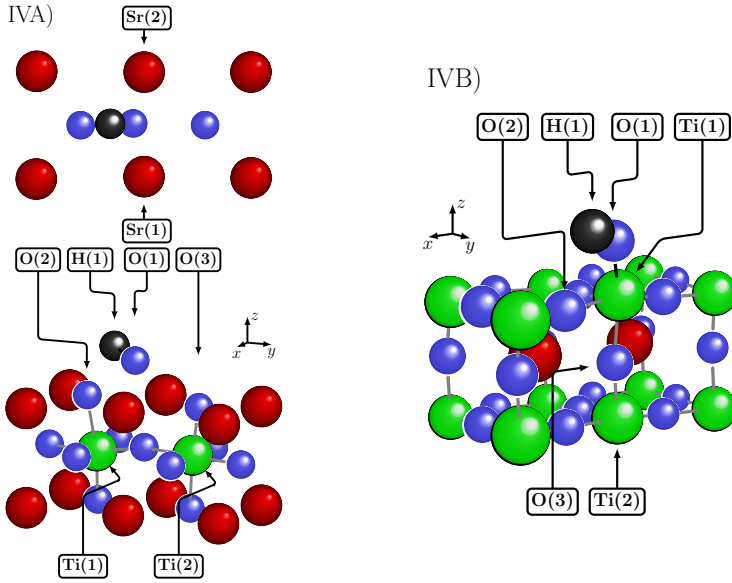 IVA)
Sr(2)
Sr(1)
O(2) H(1) O(1) O(3)
z
x y
Ti(1) Ti(2)
IVB)
O(2) H(1) O(1) Ti(1)
z
x y
O(3) Ti(2)